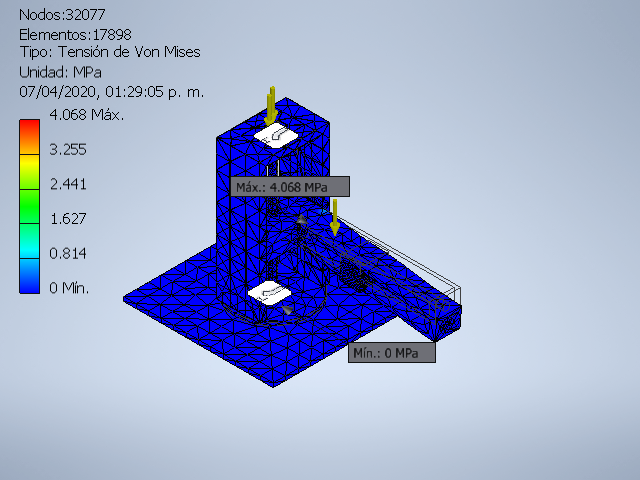 Nodos:32077
Elementos:17898
Tipo: Tensión de Von Mises
Unidad: MPa
07/04/2020, 01:29:05 p. m.
4.068 Máx.
3.255
2.441
1.627
0.814
0 Mín.
Máx.: 4.068 MPa
Mín.: 0 MPa